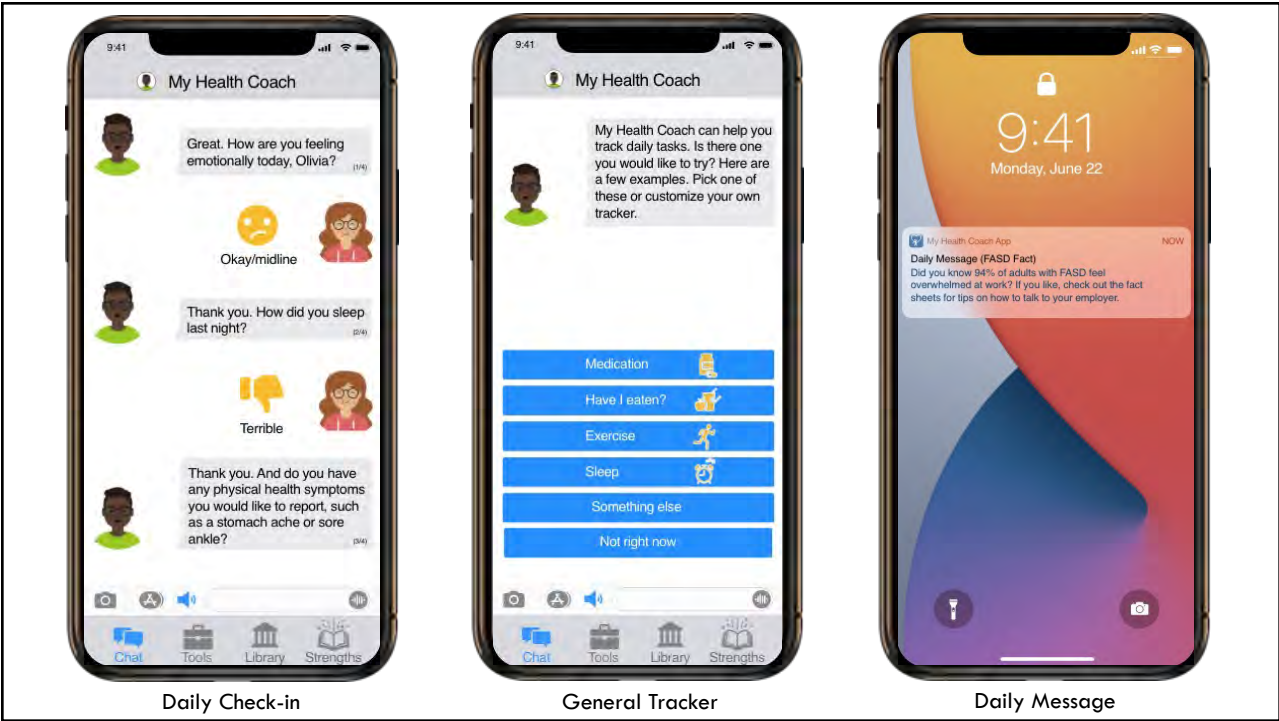 9:41
My Health Coach
Great. How are you feeling
emotionally today, Olivia?
(1/4)
Okay/midline
Thank you. How did you sleep
last night?
(2/4)
Terrible
Thank you. And do you have
any physical health symptoms
you would like to report, such
as a stomach ache or sore
ankle?
(3/4)
Chat
Tools
Library
Strengths
Daily Check-in
9:41
My Health Coach
My Health Coach can help you
track daily tasks. Is there one
you would like to try? Here are
a few examples. Pick one of
these or customize your own
tracker.
Medication
Have I eaten?
Exercise
Sleep
Something else
Not right now
Chat
Tools
Library
Strengths
General Tracker
9:41
Monday, June 22
My Health Coach App
NOW
Daily Message (FASD Fact)
Did you know 94% of adults with FASD feel
overwhelmed at work? If you like, check out the fact
sheets for tips on how to talk to your employer.
Daily Message